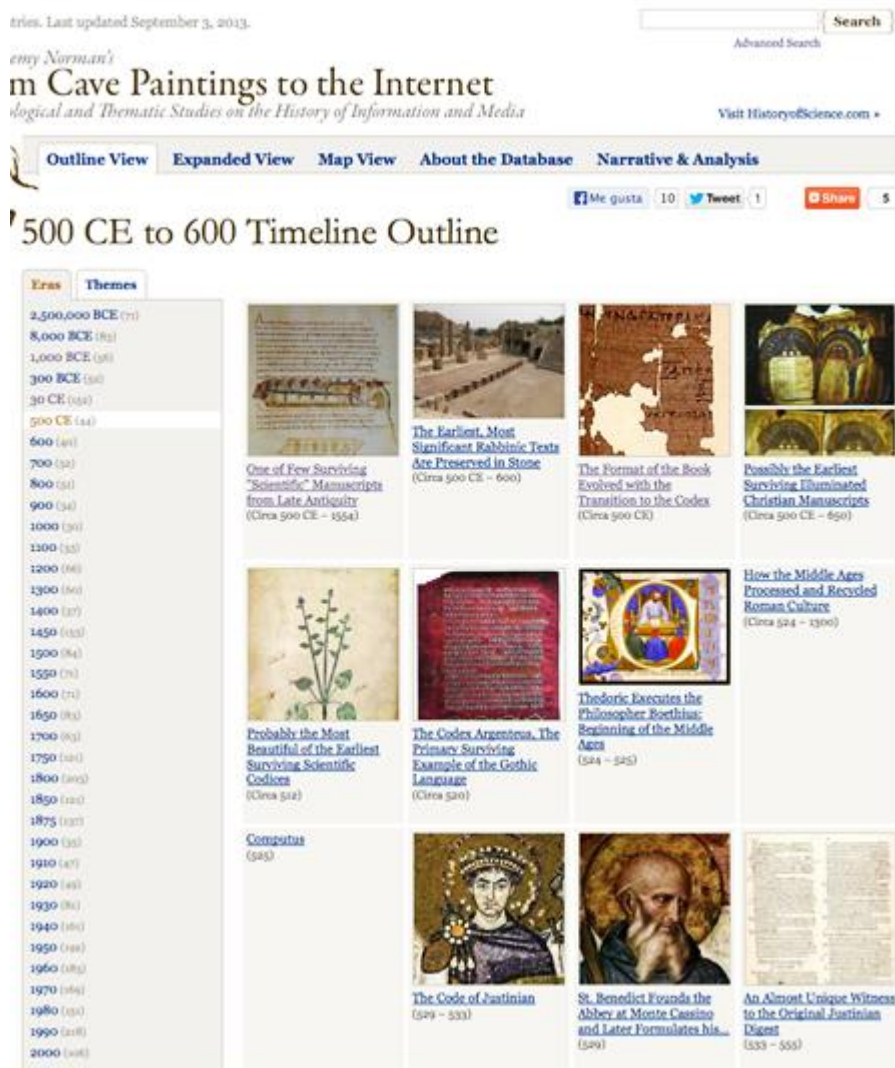 tries. Last updated September 3, 2013.
Search
Advanced Search
emy Norman's
m Cave Paintings to the Internet
ological and Thematic Studies on the History of Information and Media
Visit HistoryofScience.com »
Outline View Expanded View Map View About the Database Narrative & Analysis
Me gusta 10 Tweet 1 Share 5
500 CE to 600 Timeline Outline
Eras Themes
2,500,000 BCE (71)
8,000 BCE
1,000 BCE
300 BCE
30 CE
500 CE (44)
600
700
800
900
1000
1100
1200
1300
1400
1450
1500
1550
1600
1650
1700
1750
1800
1850
1875
1900
1910
1920
1930
1940
1950
1960
1970
1980
1990
2000
One of Few Surviving
"Scientific" Manuscripts
from Late Antiquity
(Circa 500 CE – 1554)
The Earliest, Most
Significant Rabbinic Texts
Are Preserved in Stone
(Circa 500 CE – 600)
The Format of the Book
Evolved with the
Transition to the Codex
(Circa 500 CE)
Possibly the Earliest
Surviving Illuminated
Christian Manuscripts
(Circa 500 CE – 650)
Probably the Most
Beautiful of the Earliest
Surviving Scientific
Codices
(Circa 512)
The Codex Argenteus, The
Primary Surviving
Example of the Gothic
Language
(Circa 520)
Thedoric Executes the
Philosopher Boethius:
Beginning of the Middle
Ages
(524 – 525)
How the Middle Ages
Processed and Recycled
Roman Culture
(Circa 524 – 1300)
Computus
(525)
The Code of Justinian
(529 – 533)
St. Benedict Founds the
Abbey at Monte Cassino
and Later Formulates his...
(529)
An Almost Unique Witness
to the Original Justinian
Digest
(533 – 555)